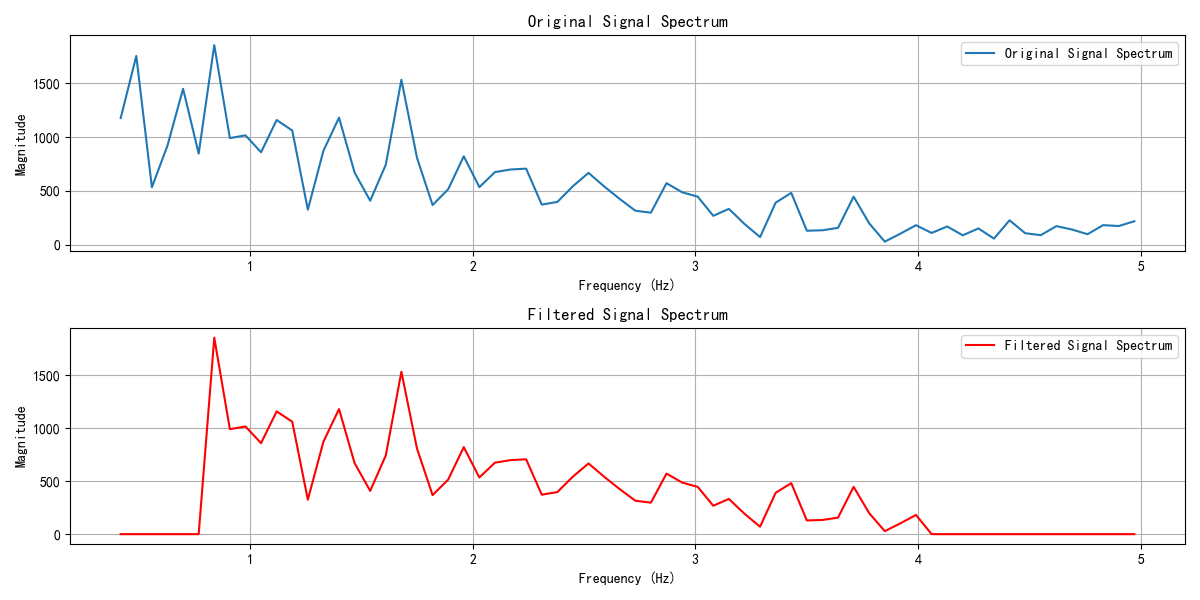 Original Signal Spectrum
Original Signal Spectrum
Magnitude
1500
1000
500
0
1 2 3 4 5
Frequency (Hz)
Filtered Signal Spectrum
Filtered Signal Spectrum
Magnitude
1500
1000
500
0
1 2 3 4 5
Frequency (Hz)